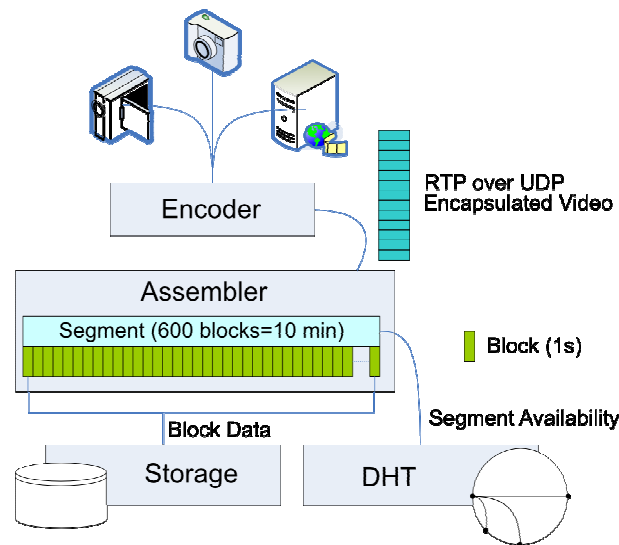 Encoder
RTP over UDP
Encapsulated Video
Assembler
Segment (600 blocks=10 min)
Block (1s)
Segment Availability
Block Data
Storage
DHT